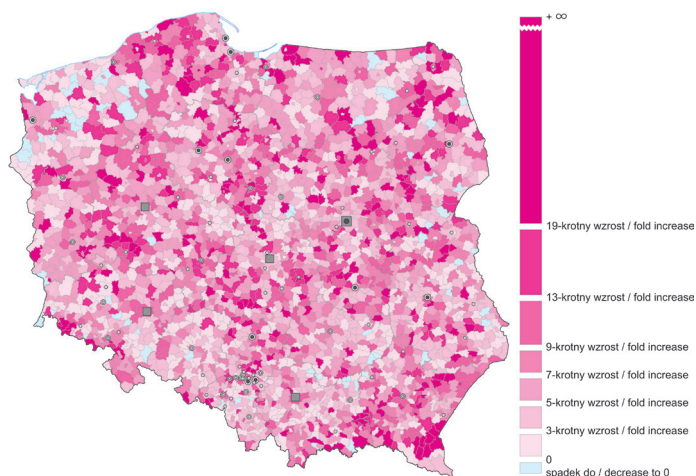 + ∞
19-krotny wzrost / fold increase
13-krotny wzrost / fold increase
9-krotny wzrost / fold increase
7-krotny wzrost / fold increase
5-krotny wzrost / fold increase
3-krotny wzrost / fold increase
0
spadek do / decrease to 0